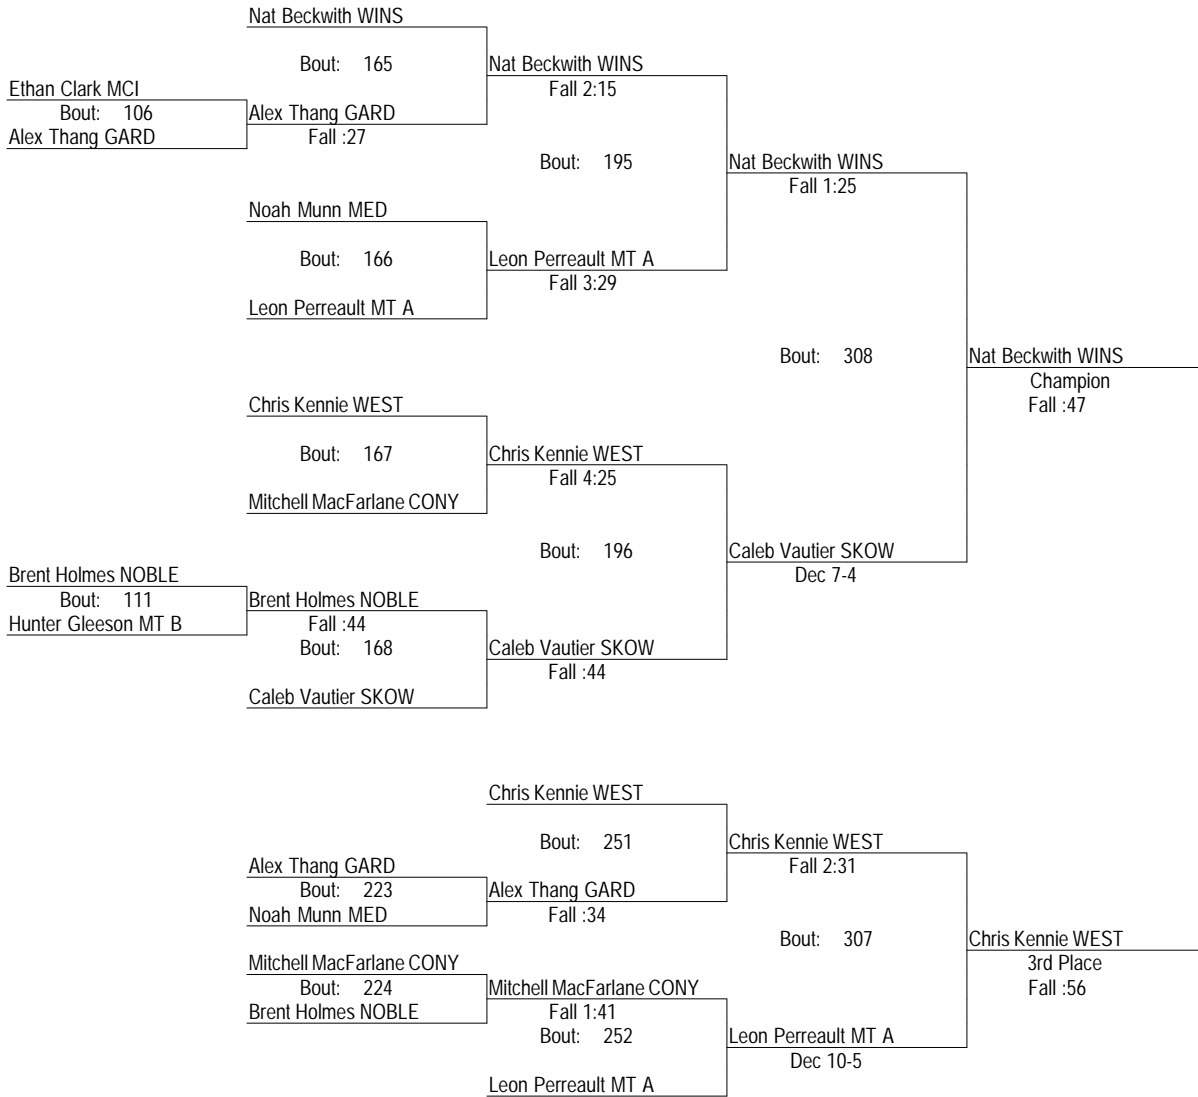 Nat Beckwith WINS
Bout: 165
Nat Beckwith WINS
Fall 2:15
Ethan Clark MCI
Bout: 106
Alex Thang GARD
Alex Thang GARD
Fall :27
Bout: 195
Nat Beckwith WINS
Fall 1:25
Noah Munn MED
Bout: 166
Leon Perreault MT A
Fall 3:29
Leon Perreault MT A
Bout: 308
Nat Beckwith WINS
Champion
Fall :47
Chris Kennie WEST
Bout: 167
Chris Kennie WEST
Fall 4:25
Mitchell MacFarlane CONY
Bout: 196
Caleb Vautier SKOW
Dec 7-4
Brent Holmes NOBLE
Bout: 111
Hunter Gleeson MT B
Brent Holmes NOBLE
Fall :44
Bout: 168
Caleb Vautier SKOW
Fall :44
Caleb Vautier SKOW
Chris Kennie WEST
Bout: 251
Chris Kennie WEST
Fall 2:31
Alex Thang GARD
Bout: 223
Noah Munn MED
Alex Thang GARD
Fall :34
Bout: 307
Chris Kennie WEST
3rd Place
Fall :56
Mitchell MacFarlane CONY
Bout: 224
Brent Holmes NOBLE
Mitchell MacFarlane CONY
Fall 1:41
Bout: 252
Leon Perreault MT A
Dec 10-5
Leon Perreault MT A